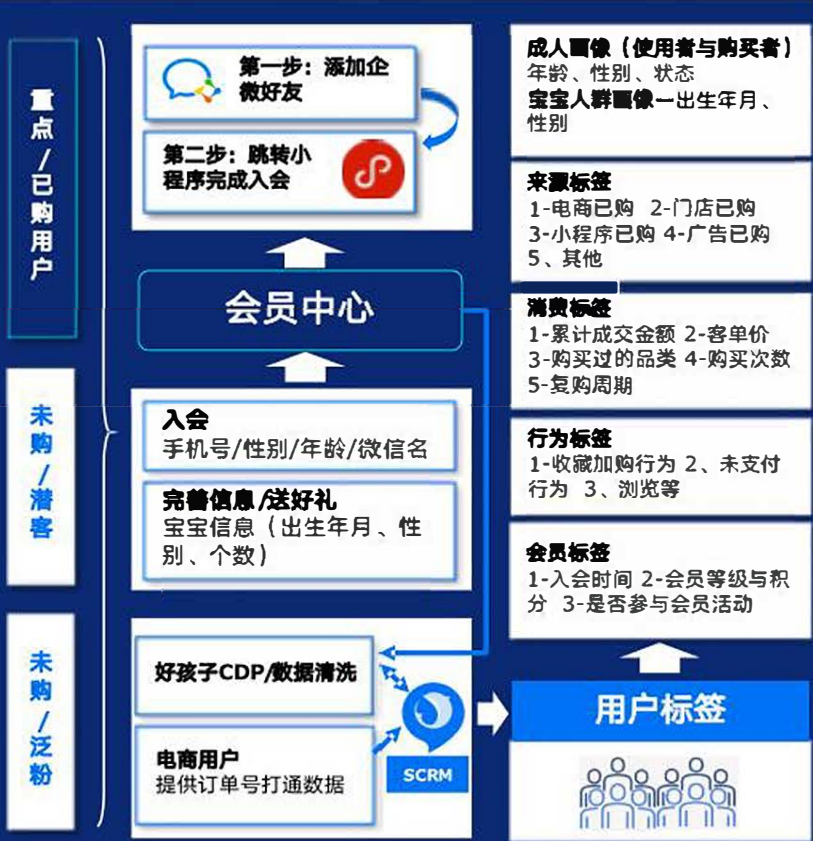 重点/已购用户
未购/潜客
未购/泛粉
第一步：添加企
微好友
第二步：跳转小
程序完成入会
会员中心
入会
手机号/性别/年龄/微信名
完善信息/送好礼
宝宝信息（出生年月、性
别、个数）
好孩子CDP/数据清洗
电商用户
提供订单号打通数据
SCRM
成人画像（使用者与购买者）
年龄、性别、状态
宝宝人群画像—出生年月、
性别
来源标签
1-电商已购 2-门店已购
3-小程序已购 4-广告已购
5、其他
消费标签
1-累计成交金额 2-客单价
3-购买过的品类 4-购买次数
5-复购周期
行为标签
1-收藏加购行为 2、未支付
行为 3、浏览等
会员标签
1-入会时间 2-会员等级与积
分 3-是否参与会员活动
用户标签